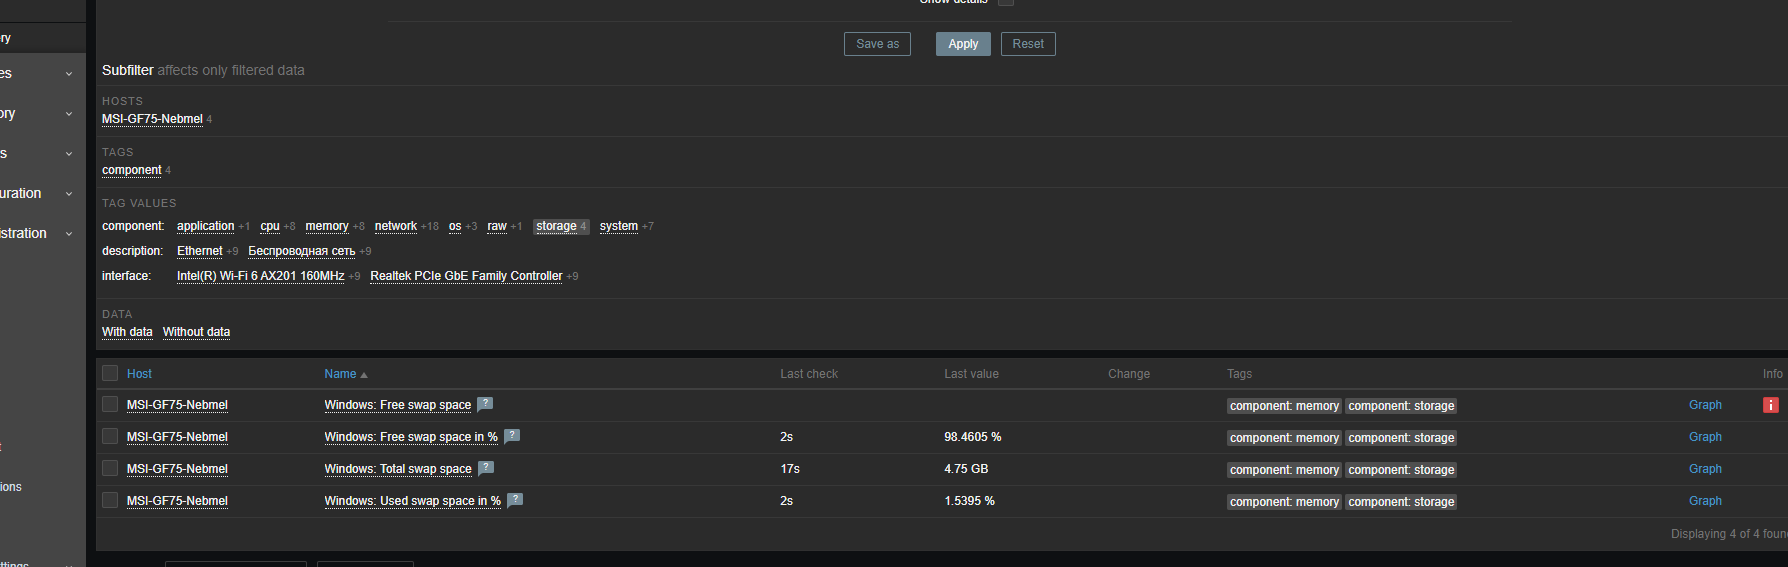 Show details
ry
Save as Apply Reset
Subfilter affects only filtered data
es
HOSTS
ory
MSI-GF75-Nebmel 4
s
TAGS
component 4
uration
TAG VALUES
component: application +1 cpu +8 memory +8 network +18 os +3 raw +1 storage 4 system +7
istration
description: Ethernet +9 Беспроводная сеть +9
interface: Intel(R) Wi-Fi 6 AX201 160MHz +9 Realtek PCIe GbE Family Controller +9
DATA
With data Without data
Host Name Last check Last value Change Tags Info
MSI-GF75-Nebmel Windows: Free swap space ? component: memory component: storage Graph i
MSI-GF75-Nebmel Windows: Free swap space in % ? 2s 98.4605 % component: memory component: storage Graph
t
MSI-GF75-Nebmel Windows: Total swap space ? 17s 4.75 GB component: memory component: storage Graph
ions
MSI-GF75-Nebmel Windows: Used swap space in % ? 2s 1.5395 % component: memory component: storage Graph
Displaying 4 of 4 foun
ttings